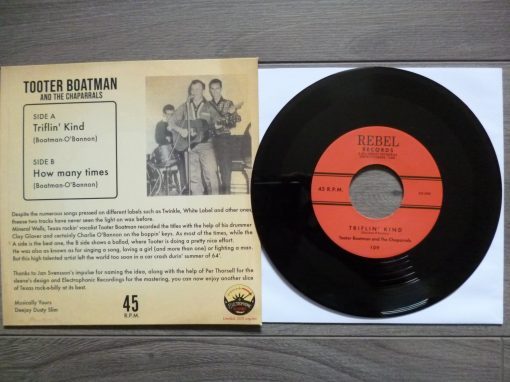 TOOTER BOATMAN
AND THE CHAPARRALS
SIDE A
Triflin' Kind
(Boatman-O'Bannon)
SIDE B
How many times
(Boatman-O'Bannon)
Despite the numerous songs pressed on different labels such as Twinkle, White Label and other ones
theese two tracks have never seen the light on wax before.
Mineral Wells, Texas rockin' vocalist Tooter Boatman recorded the titles with the help of his drummer
Clay Glover and certainly Charlie O'Bannon on the boppin' keys. As most of the times, while the
A side is the best one, the B side shows a ballad, where Tooter is doing a pretty nice effort.
He was also as known as for singing a song, loving a girl (and more than one) or fighting a man.
But this high talented artist left the world too soon in a car crash durin' summer of 64'.
Thanks to Jan Svensson's impulse for naming the idea, along with the help of Per Thorsell for the
sleeve's design and Electrophonic Recordings for the mastering, you can now enjoy another slice
of Texas rock-a-billy at its best.
Musically Yours
Deejay Dusty Slim
45
R.P.M.
REBEL
RECORDS
45 R.P.M.
TRIFLIN' KIND
Tooter Boatman and The Chaparrals
109